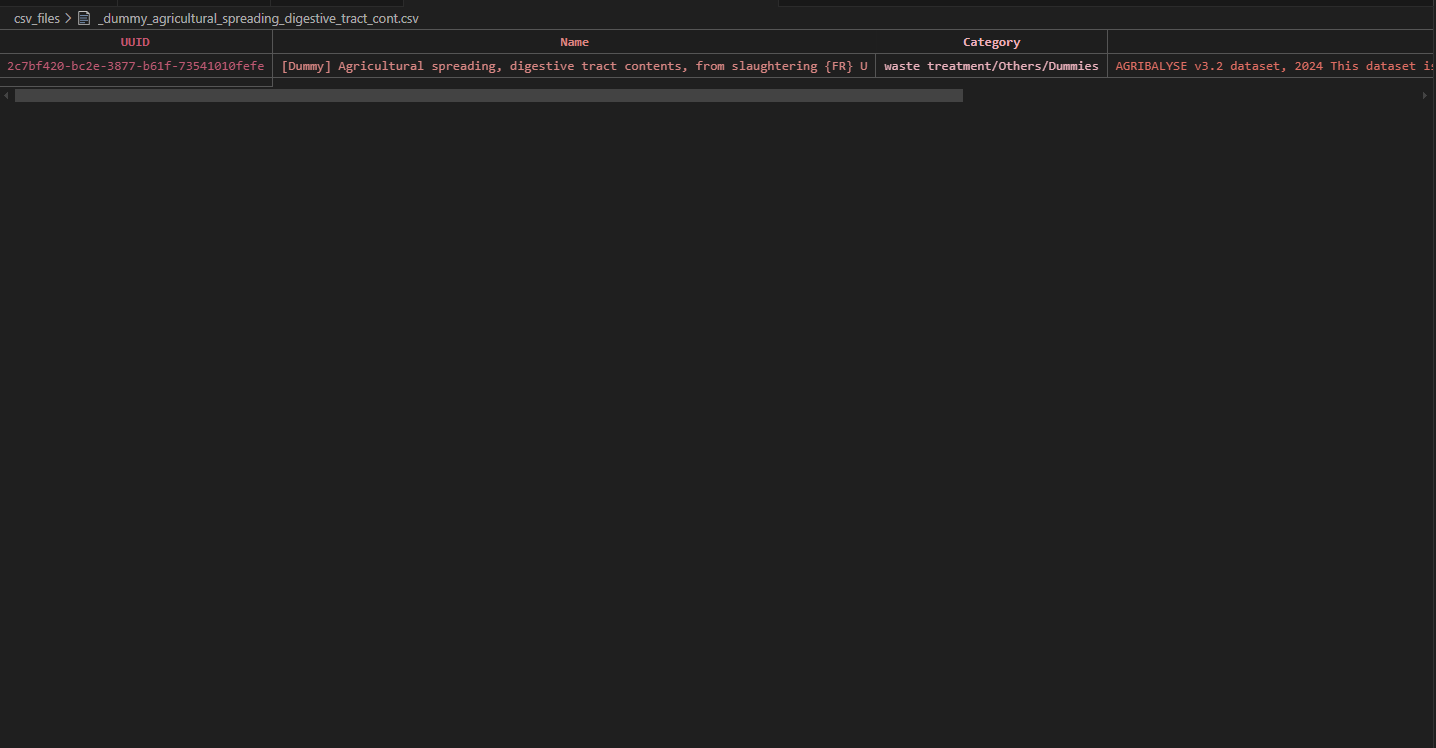 csv_files > _dummy_agricultural_spreading_digestive_tract_cont.csv
UUID Name Category
2c7bf420-bc2e-3877-b61f-73541010fefe [Dummy] Agricultural spreading, digestive tract contents, from slaughtering {FR} U waste treatment/Others/Dummies AGRIBALYSE v3.2 dataset, 2024 This dataset is